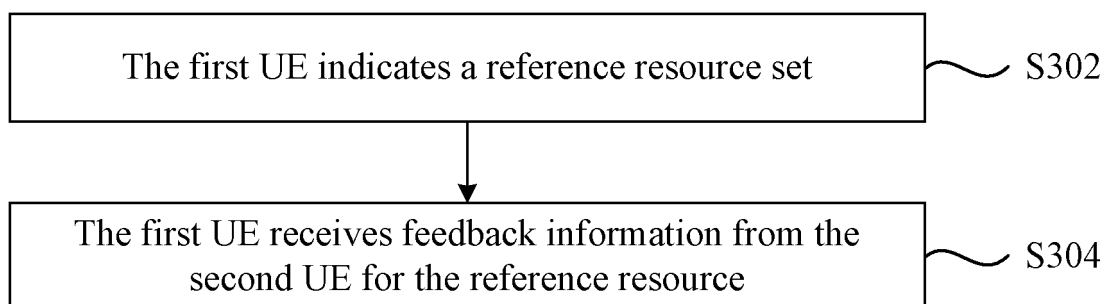 The first UE indicates a reference resource set
S302
The first UE receives feedback information from the
second UE for the reference resource
S304